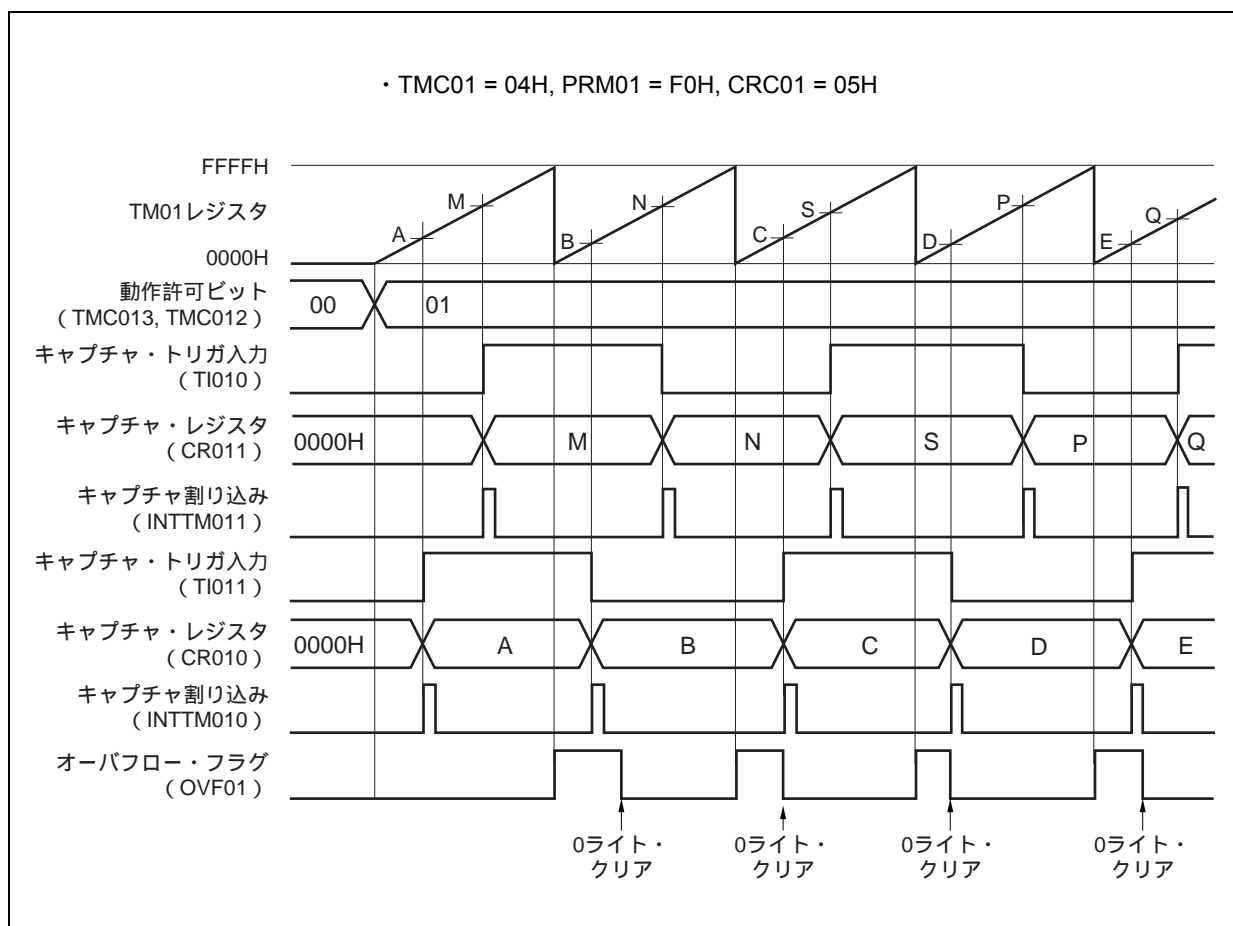 ・TMC01 = 04H, PRM01 = F0H, CRC01 = 05H
FFFFH
M
N
S
P
Q
TM01レジスタ
A
B
C
D
E
0000H
動作許可ビット
（TMC013, TMC012）
00
01
キャプチャ・トリガ入力
（TI010）
キャプチャ・レジスタ
（CR011）
0000H
M
N
S
P
Q
キャプチャ割り込み
（INTTM011）
キャプチャ・トリガ入力
（TI011）
キャプチャ・レジスタ
（CR010）
0000H
A
B
C
D
E
キャプチャ割り込み
（INTTM010）
オーバフロー・フラグ
（OVF01）
0ライト・
クリア
0ライト・
クリア
0ライト・
クリア
0ライト・
クリア